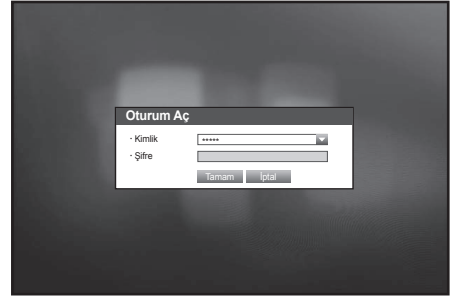 Oturum Aç
· Kimlik *****
· Şifre
Tamam İptal